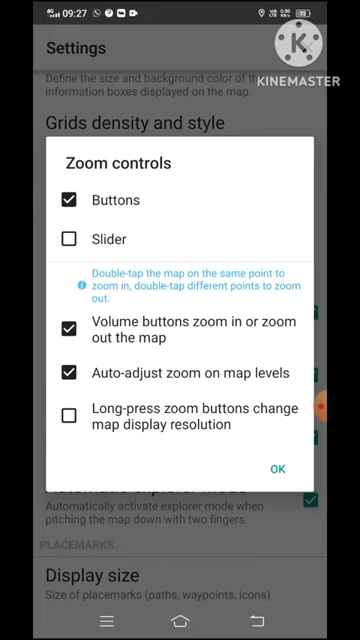 4G 09:27
KINEMASTER
Settings
Define the size and background color of the
information boxes displayed on the map.
Grids density and style
Zoom controls
Buttons
Slider
Double-tap the map on the same point to
zoom in, double-tap different points to zoom
out.
Volume buttons zoom in or zoom
out the map
Auto-adjust zoom on map levels
Long-press zoom buttons change
map display resolution
OK
Automatic explorer mode
Automatically activate explorer mode when
pitching the map down with two fingers.
PLACEMARKS
Display size
Size of placemarks (paths, waypoints, icons)